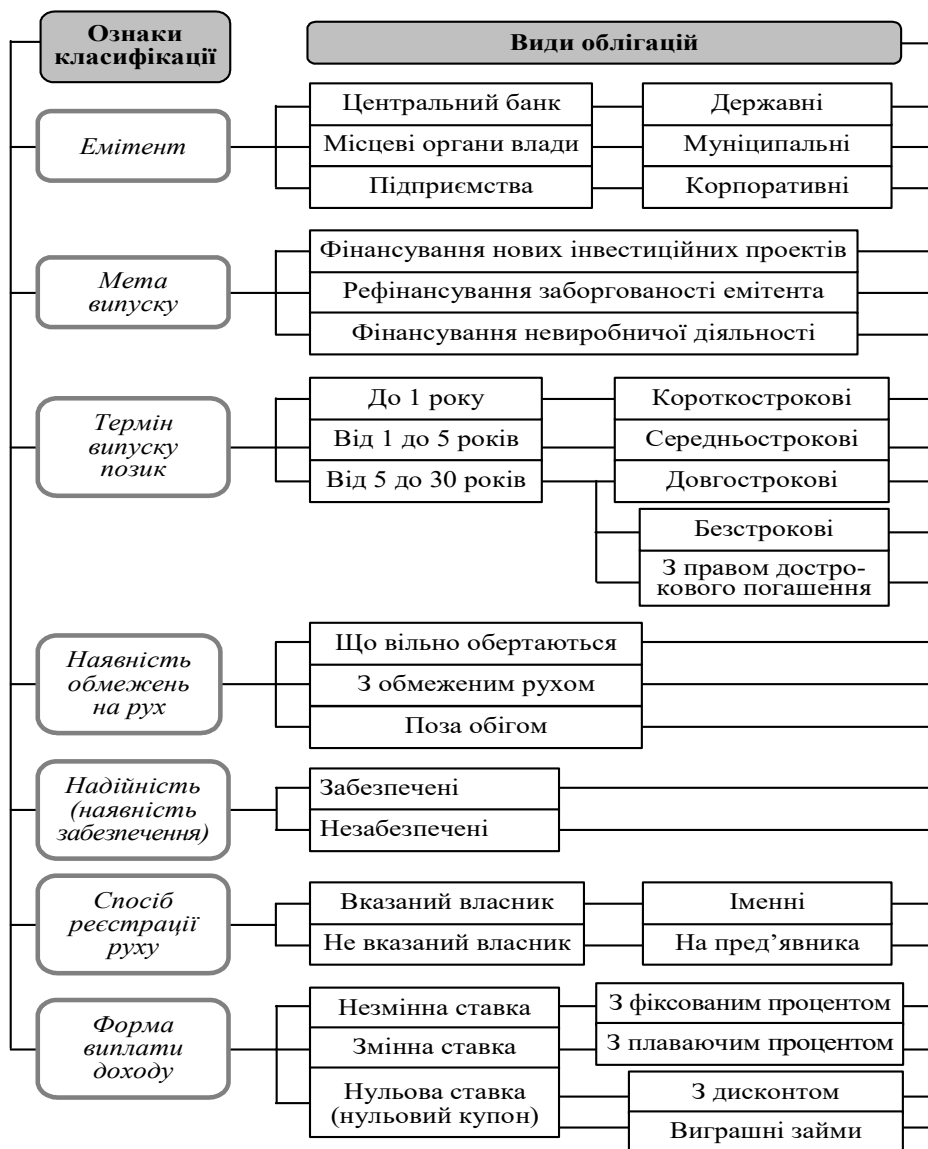 Ознаки
класифікації
Види облігацій
Емітент
Центральний банк
Державні
Місцеві органи влади
Муніципальні
Підприємства
Корпоративні
Мета
випуску
Фінансування нових інвестиційних проектів
Рефінансування заборгованості емітента
Фінансування невиробничої діяльності
Термін
випуску
позик
До 1 року
Короткострокові
Від 1 до 5 років
Середньострокові
Від 5 до 30 років
Довгострокові
Безстрокові
З правом достро-
кового погашення
Наявність
обмежень
на рух
Що вільно обертаються
З обмеженим рухом
Поза обігом
Надійність
(наявність
забезпечення)
Забезпечені
Незабезпечені
Спосіб
реєстрації
руху
Вказаний власник
Іменні
Не вказаний власник
На пред’явника
Форма
виплати
доходу
Незмінна ставка
З фіксованим процентом
Змінна ставка
З плаваючим процентом
Нульова ставка
(нульовий купон)
З дисконтом
Виграшні займи